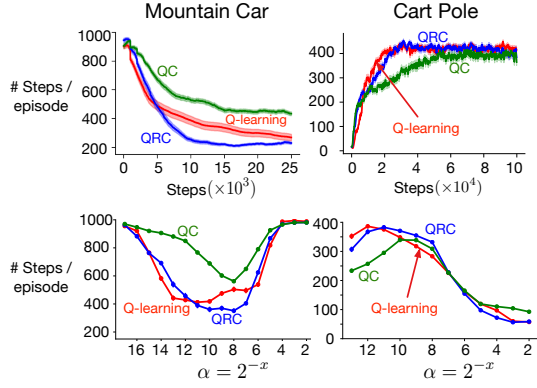 Mountain Car
Cart Pole
# Steps /
episode
1000
800
600
400
200
QC
Q-learning
QRC
0 5 10 15 20 25
Steps(×10³)
400
300
200
100
0
QRC
QC
Q-learning
0 2 4 6 8 10
Steps(×10⁴)
# Steps /
episode
1000
800
600
400
200
QC
Q-learning
QRC
16 14 12 10 8 6 4 2
α = 2⁻ˣ
400
300
200
100
0
QRC
QC
Q-learning
12 10 8 6 4 2
α = 2⁻ˣ